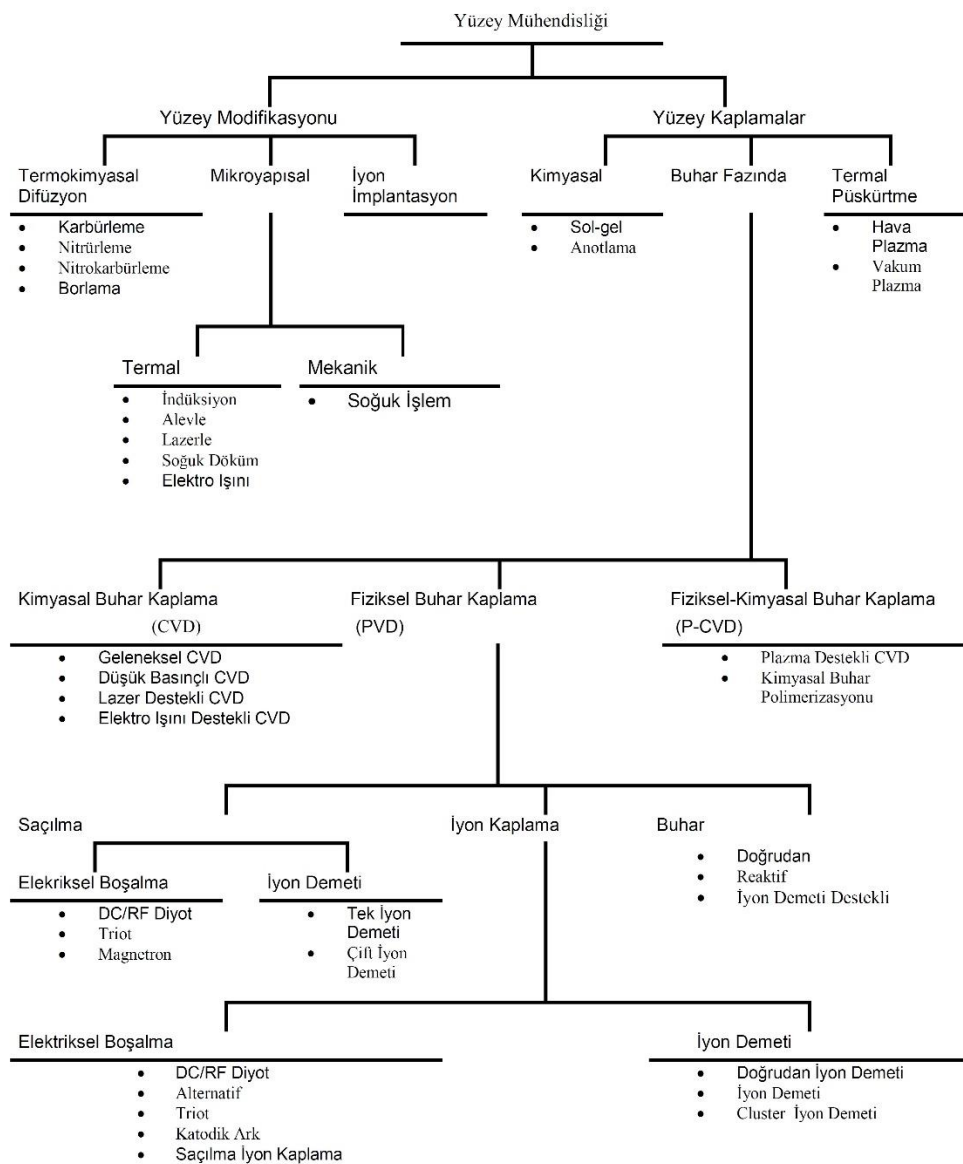 Yüzey Mühendisliği
Yüzey Modifikasyonu
Yüzey Kaplamalar
Termokimyasal
Difüzyon
• Karbürleme
• Nitrürleme
• Nitrokarbürleme
• Borlama
Mikroyapısal
İyon
İmplantasyon
Kimyasal
• Sol-gel
• Anotlama
Buhar Fazında
Termal
Püskürtme
• Hava
Plazma
• Vakum
Plazma
Termal
• İndüksiyon
• Alevle
• Lazerle
• Soğuk Döküm
• Elektro Işını
Mekanik
• Soğuk İşlem
Kimyasal Buhar Kaplama
(CVD)
• Geleneksel CVD
• Düşük Basınçlı CVD
• Lazer Destekli CVD
• Elektro Işını Destekli CVD
Fiziksel Buhar Kaplama
(PVD)
Fiziksel-Kimyasal Buhar Kaplama
(P-CVD)
• Plazma Destekli CVD
• Kimyasal Buhar
Polimerizasyonu
Saçılma
İyon Kaplama
Buhar
• Doğrudan
• Reaktif
• İyon Demeti Destekli
Elekriksel Boşalma
• DC/RF Diyot
• Triot
• Magnetron
İyon Demeti
• Tek İyon
Demeti
• Çift İyon
Demeti
Elektriksel Boşalma
• DC/RF Diyot
• Alternatif
• Triot
• Katodik Ark
• Saçılma İyon Kaplama
İyon Demeti
• Doğrudan İyon Demeti
• İyon Demeti
• Cluster İyon Demeti